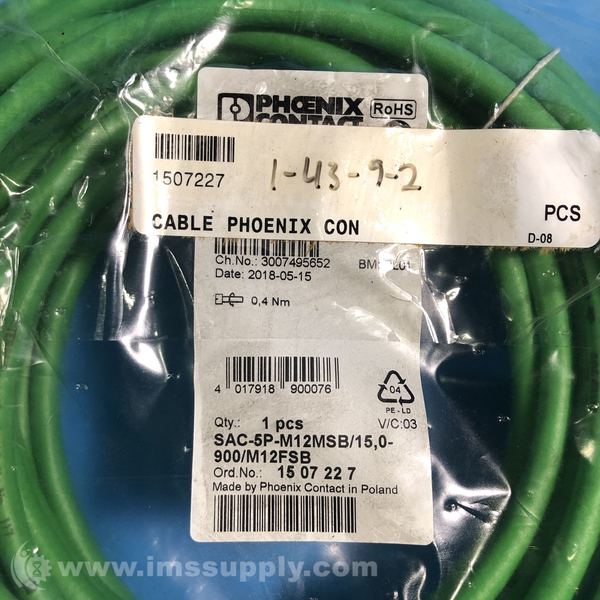 PHŒNIX
CONTACT
RoHS
1507227
1-43-9-2
CABLE PHOENIX CON
PCS
D-08
Ch.No.: 3007495652
Date: 2018-05-15
0,4 Nm
4 017918 900076
04
PE-LD
Qty.: 1 pcs
V/C:03
SAC-5P-M12MSB/15,0-
900/M12FSB
Ord.No.: 15 07 22 7
Made by Phoenix Contact in Poland
www.imssupply.com